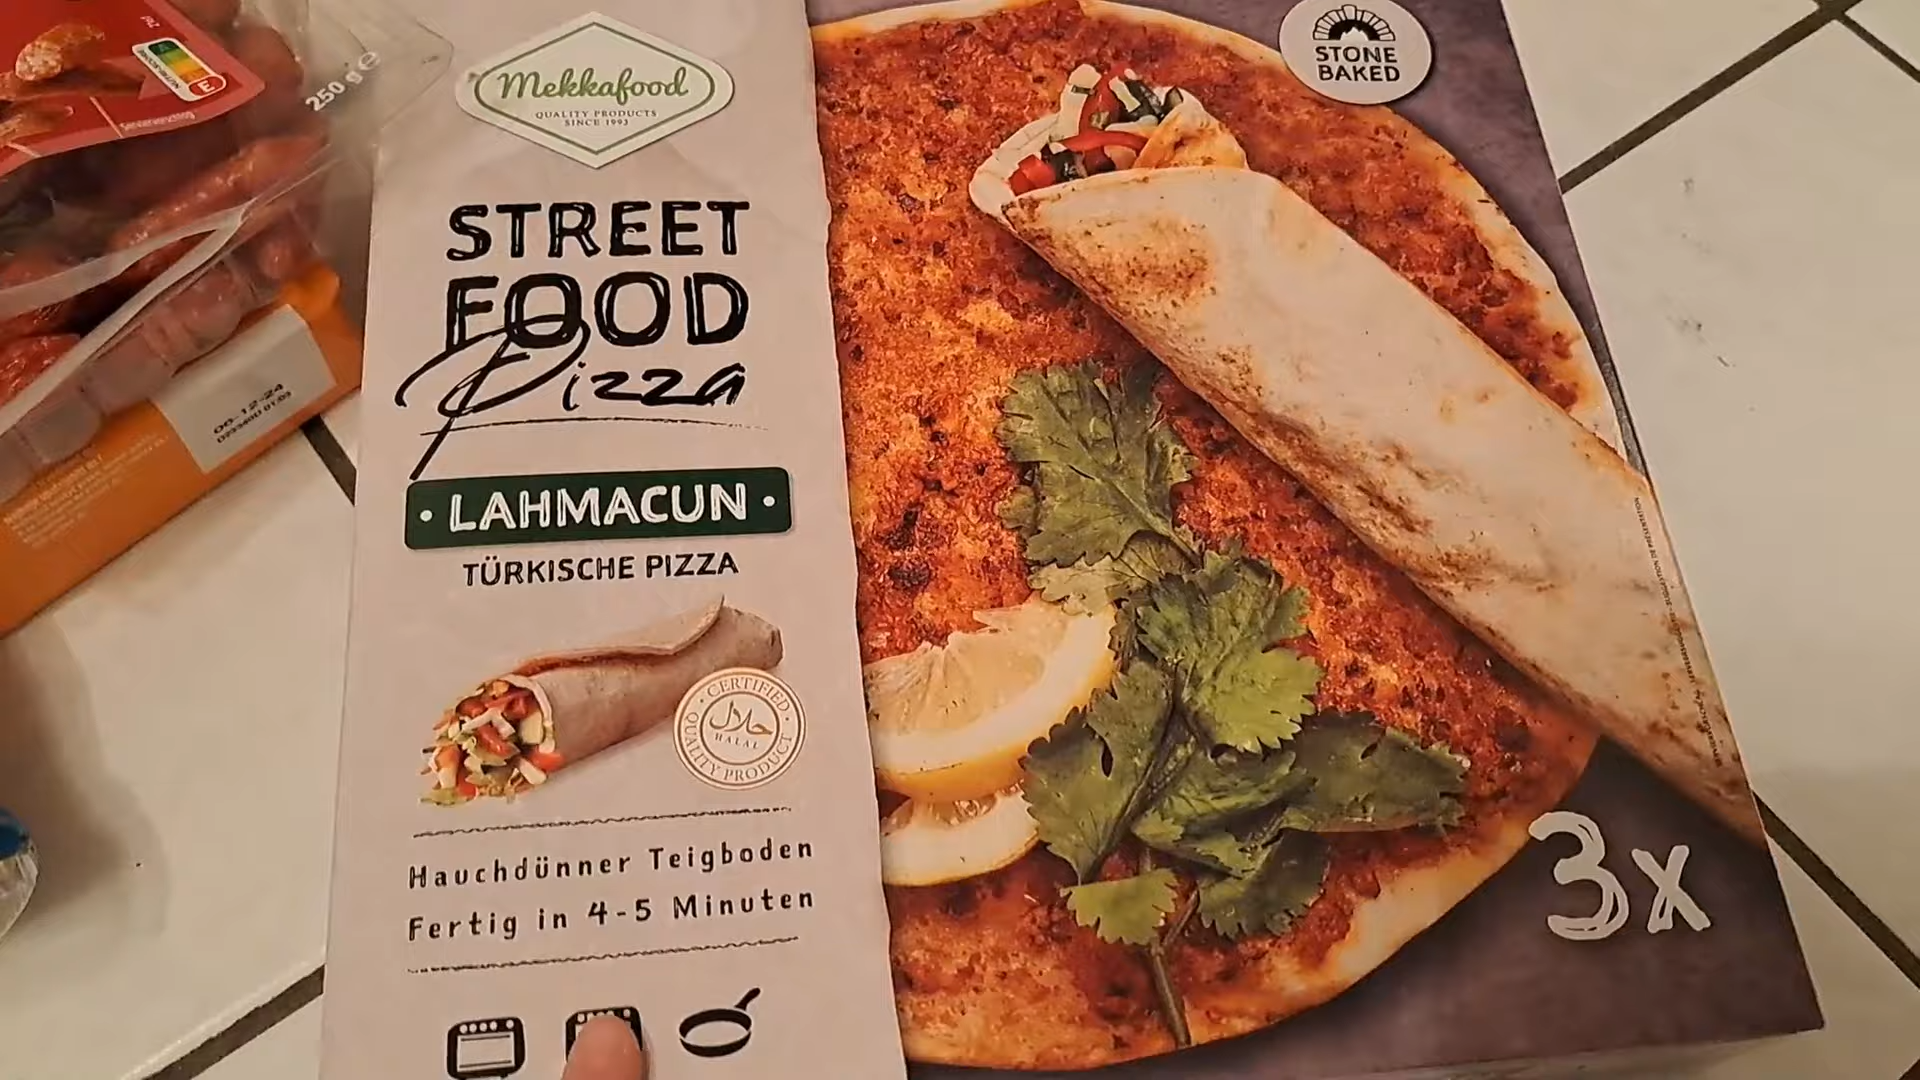 Mekkafood
QUALITY PRODUCTS
SINCE 1993
STONE
BAKED
STREET
FOOD
Pizza
• LAHMACUN •
TÜRKISCHE PIZZA
CERTIFIED
حلال
HALAL
QUALITY PRODUCT
Hauchdünner Teigboden
Fertig in 4-5 Minuten
3x
250 g e
E
06-12-24